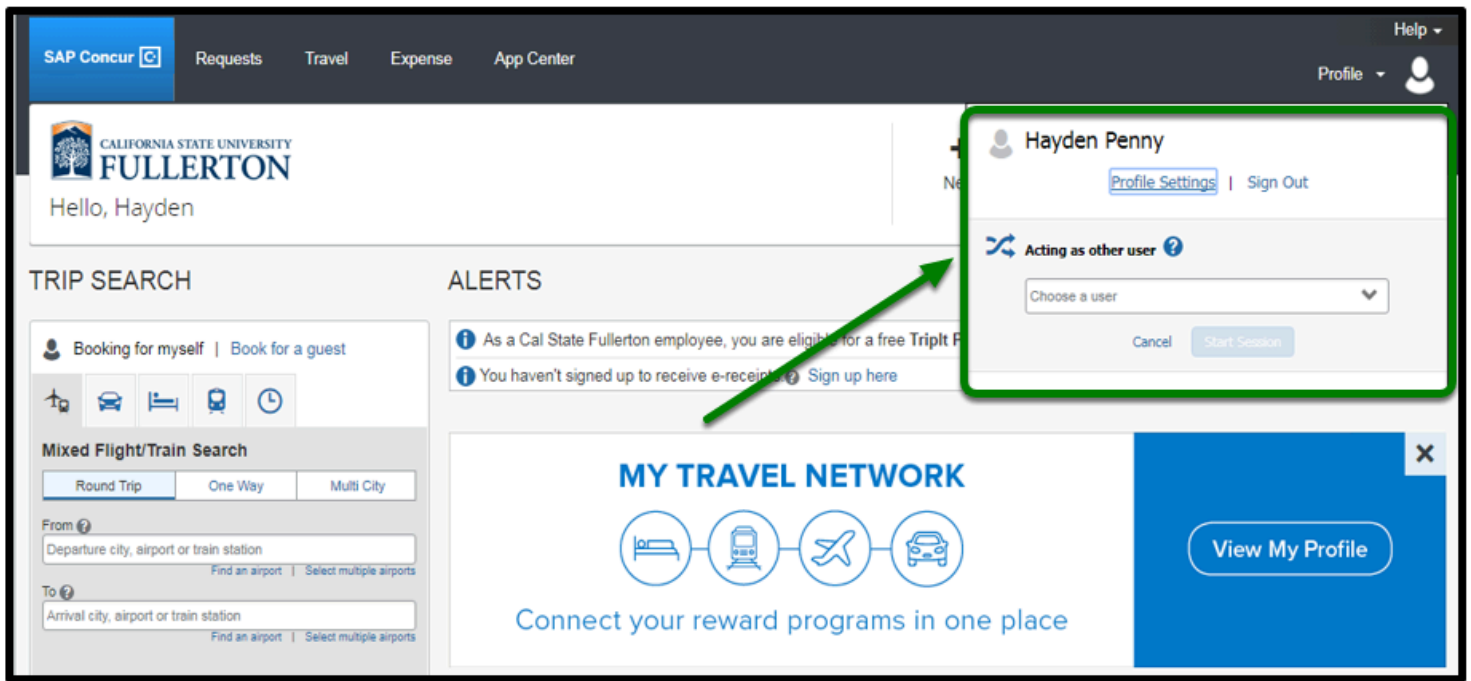 Help
SAP Concur
Requests
Travel
Expense
App Center
Profile
CALIFORNIA STATE UNIVERSITY
FULLERTON
Hello, Hayden
Hayden Penny
Profile Settings | Sign Out
Acting as other user ?
Choose a user
Cancel
Start Session
TRIP SEARCH
Booking for myself | Book for a guest
Mixed Flight/Train Search
Round Trip
One Way
Multi City
From ?
Departure city, airport or train station
Find an airport | Select multiple airports
To ?
Arrival city, airport or train station
Find an airport | Select multiple airports
ALERTS
As a Cal State Fullerton employee, you are eligible for a free TripIt P
You haven't signed up to receive e-receipts ? Sign up here
MY TRAVEL NETWORK
Connect your reward programs in one place
View My Profile